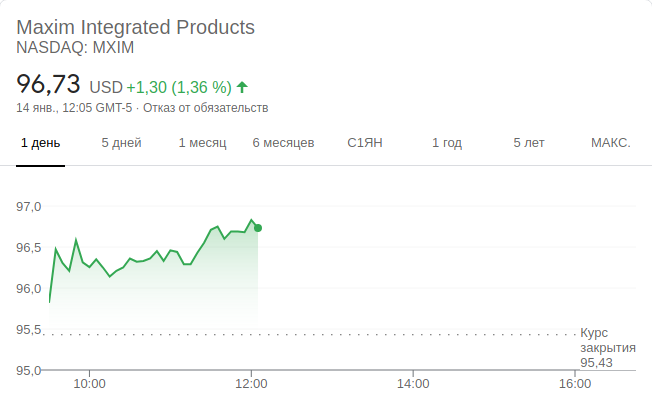 Maxim Integrated Products
NASDAQ: MXIM
96,73 USD +1,30 (1,36 %)
14 янв., 12:05 GMT-5 · Отказ от обязательств
1 день 5 дней 1 месяц 6 месяцев С1ЯН 1 год 5 лет МАКС.
97,0
96,5
96,0
95,5
95,0
Курс
закрытия
95,43
10:00 12:00 14:00 16:00